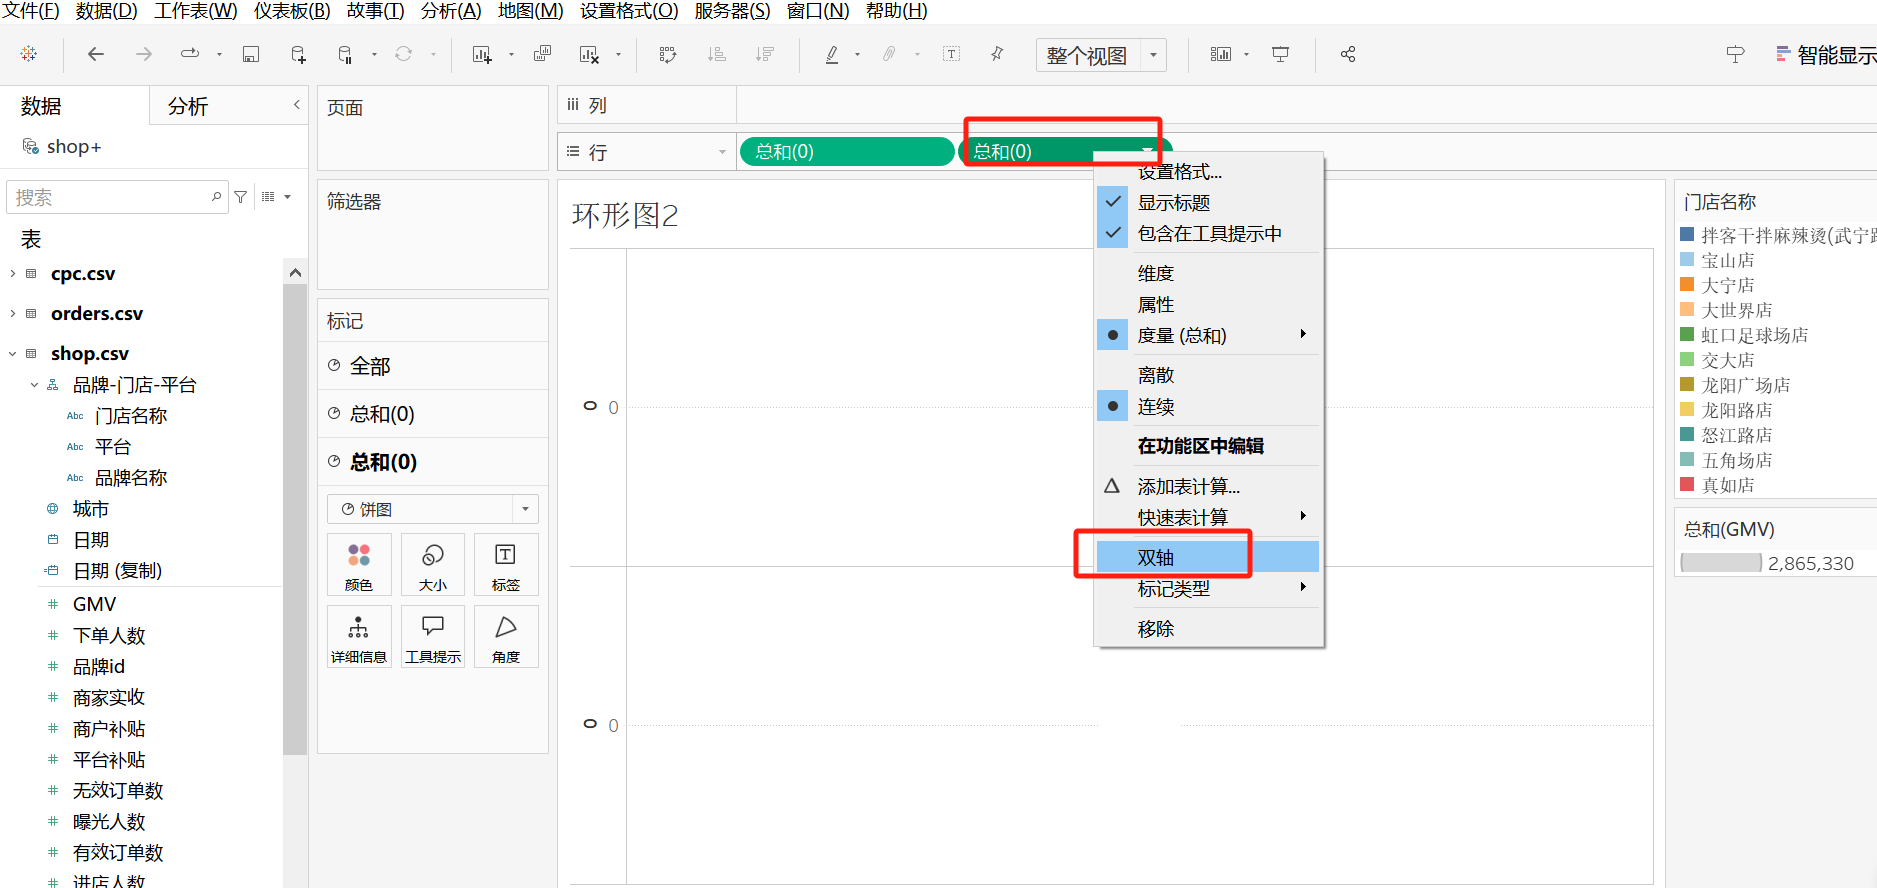 文件(F) 数据(D) 工作表(W) 仪表板(B) 故事(T) 分析(A) 地图(M) 设置格式(O) 服务器(S) 窗口(N) 帮助(H)
整个视图
智能显示
数据
分析
shop+
搜索
表
cpc.csv
orders.csv
shop.csv
品牌-门店-平台
Abc 门店名称
Abc 平台
Abc 品牌名称
城市
日期
日期 (复制)
GMV
下单人数
品牌id
商家实收
商户补贴
平台补贴
无效订单数
曝光人数
有效订单数
进店人数
页面
筛选器
标记
全部
总和(0)
总和(0)
饼图
颜色
大小
标签
详细信息
工具提示
角度
列
行
总和(0)
总和(0)
环形图2
0 0
0 0
设置格式...
显示标题
包含在工具提示中
维度
属性
度量 (总和)
离散
连续
在功能区中编辑
添加表计算...
快速表计算
双轴
标记类型
移除
门店名称
拌客干拌麻辣烫(武宁路
宝山店
大宁店
大世界店
虹口足球场店
交大店
龙阳广场店
龙阳路店
怒江路店
五角场店
真如店
总和(GMV)
2,865,330